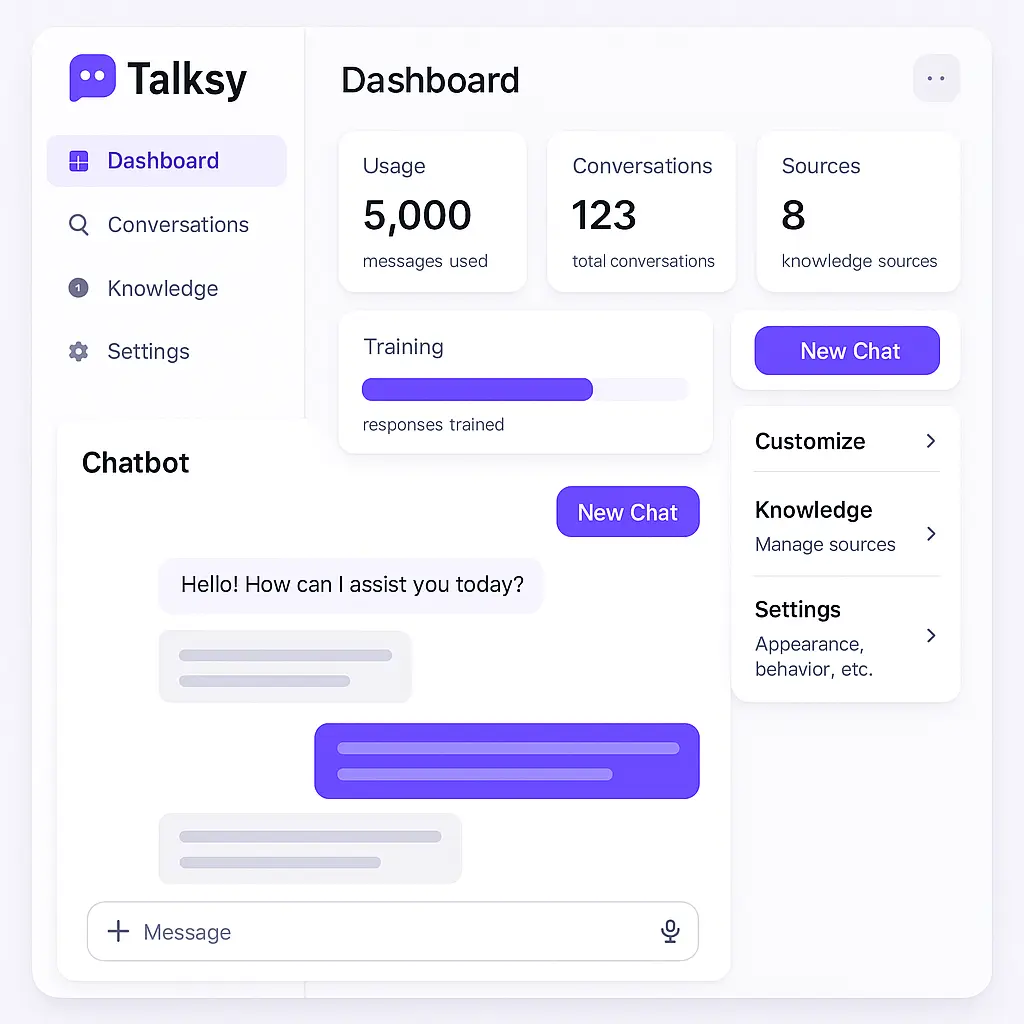 Talksy
Dashboard
Conversations
1
Knowledge
Settings
Dashboard
Usage
5,000
messages used
Conversations
123
total conversations
Sources
8
knowledge sources
Training
responses trained
New Chat
Customize
Knowledge
Manage sources
Settings
Appearance,
behavior, etc.
Chatbot
New Chat
Hello! How can I assist you today?
Message